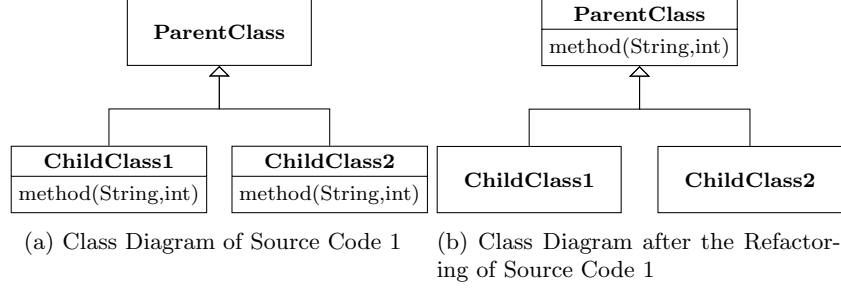 ParentClass
ChildClass1
method(String,int)
ChildClass2
method(String,int)
(a) Class Diagram of Source Code 1
ParentClass
method(String,int)
ChildClass1
ChildClass2
(b) Class Diagram after the Refactor-
ing of Source Code 1